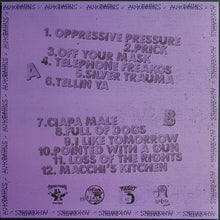 1. OPPRESSIVE PRESSURE
2. PRICK
3. OFF YOUR MASK
A
4. TELEPHONE FREAKOS
5. SILVER TRAUMA
6. TELLIN YA
B
7. CLAPA MALE
8. FULL OF DOGS
9. I LIKE TOMORROW
10. POINTED WITH A GUN
11. LOSS OF THE RIGHTS
12. MACCHI'S KITCHEN